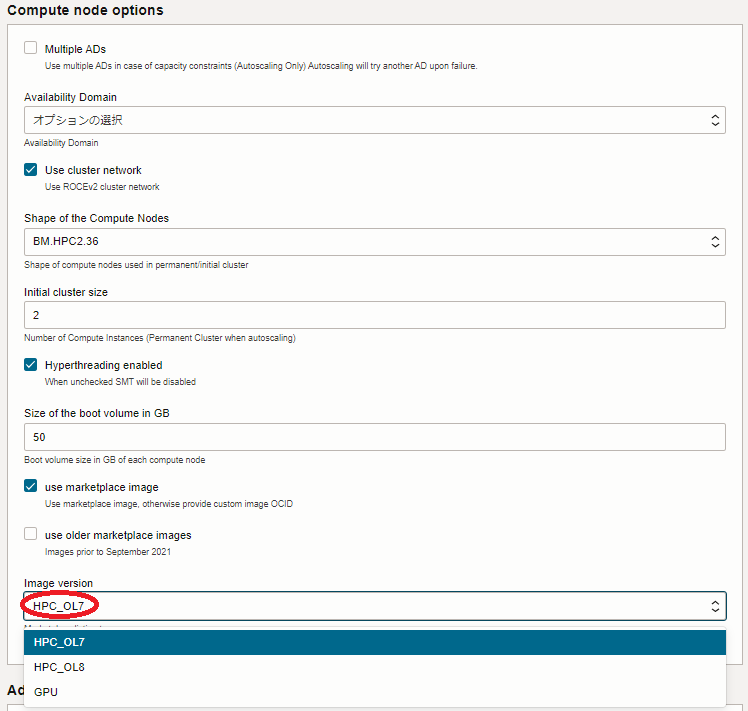 Compute node options
Multiple ADs
Use multiple ADs in case of capacity constraints (Autoscaling Only) Autoscaling will try another AD upon failure.
Availability Domain
オプションの選択
Availability Domain
Use cluster network
Use ROCEv2 cluster network
Shape of the Compute Nodes
BM.HPC2.36
Shape of compute nodes used in permanent/initial cluster
Initial cluster size
2
Number of Compute Instances (Permanent Cluster when autoscaling)
Hyperthreading enabled
When unchecked SMT will be disabled
Size of the boot volume in GB
50
Boot volume size in GB of each compute node
use marketplace image
Use marketplace image, otherwise provide custom image OCID
use older marketplace images
Images prior to September 2021
Image version
HPC_OL7
HPC_OL7
HPC_OL8
GPU
Ad